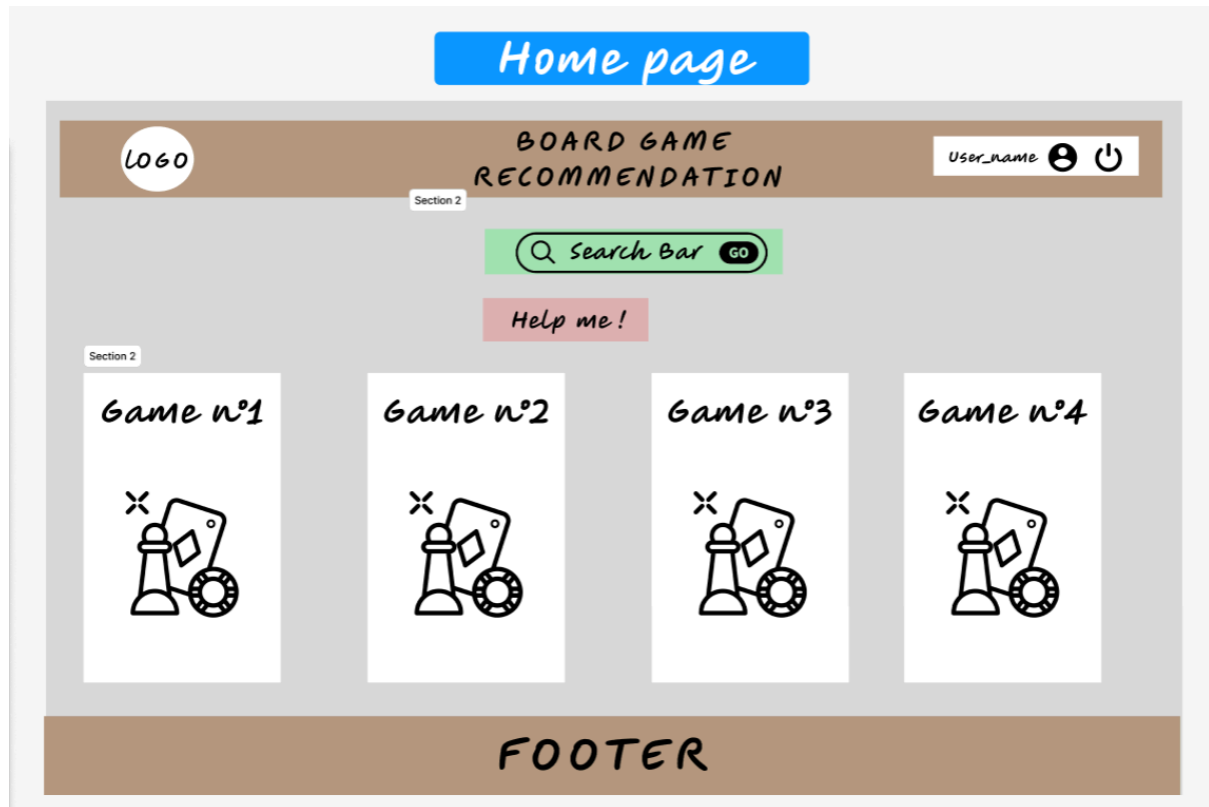 Home page
LOGO
BOARD GAME
RECOMMENDATION
User_name
Section 2
Search Bar GO
Help me !
Section 2
Game n°1
Game n°2
Game n°3
Game n°4
FOOTER